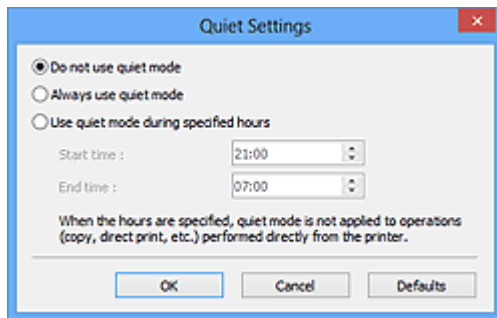 Quiet Settings
Do not use quiet mode
Always use quiet mode
Use quiet mode during specified hours
Start time : 21:00
End time : 07:00
When the hours are specified, quiet mode is not applied to operations
(copy, direct print, etc.) performed directly from the printer.
OK Cancel Defaults